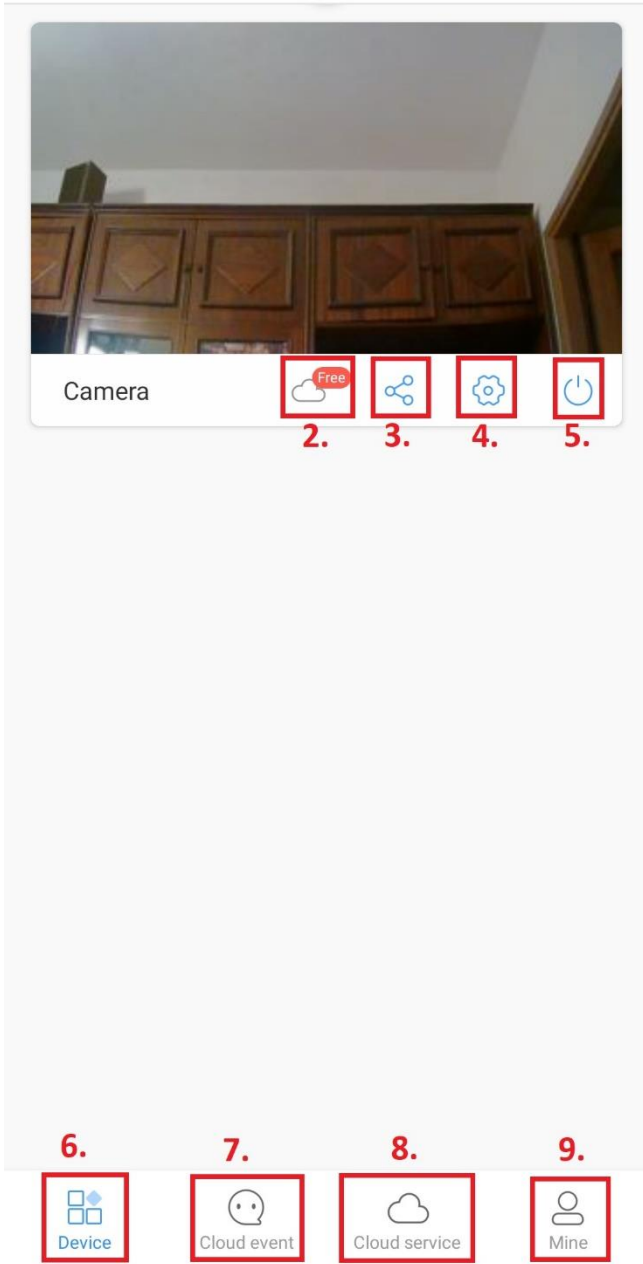 Camera
Free
2. 3. 4. 5.
6. 7. 8. 9.
Device Cloud event Cloud service Mine